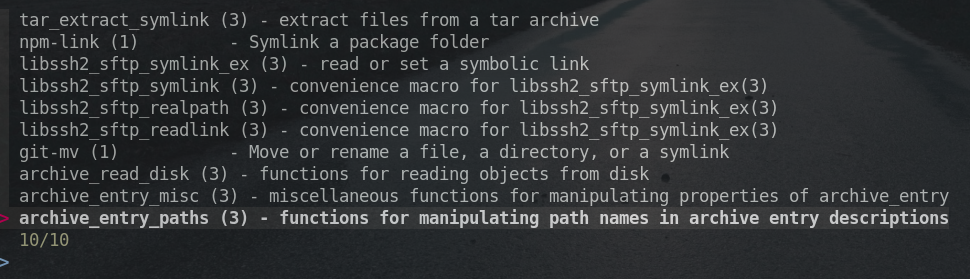 tar_extract_symlink (3) - extract files from a tar archive
npm-link (1)         - Symlink a package folder
libssh2_sftp_symlink_ex (3) - read or set a symbolic link
libssh2_sftp_symlink (3) - convenience macro for libssh2_sftp_symlink_ex(3)
libssh2_sftp_realpath (3) - convenience macro for libssh2_sftp_symlink_ex(3)
libssh2_sftp_readlink (3) - convenience macro for libssh2_sftp_symlink_ex(3)
git-mv (1)           - Move or rename a file, a directory, or a symlink
archive_read_disk (3) - functions for reading objects from disk
archive_entry_misc (3) - miscellaneous functions for manipulating properties of archive_entry
> archive_entry_paths (3) - functions for manipulating path names in archive entry descriptions
10/10
>